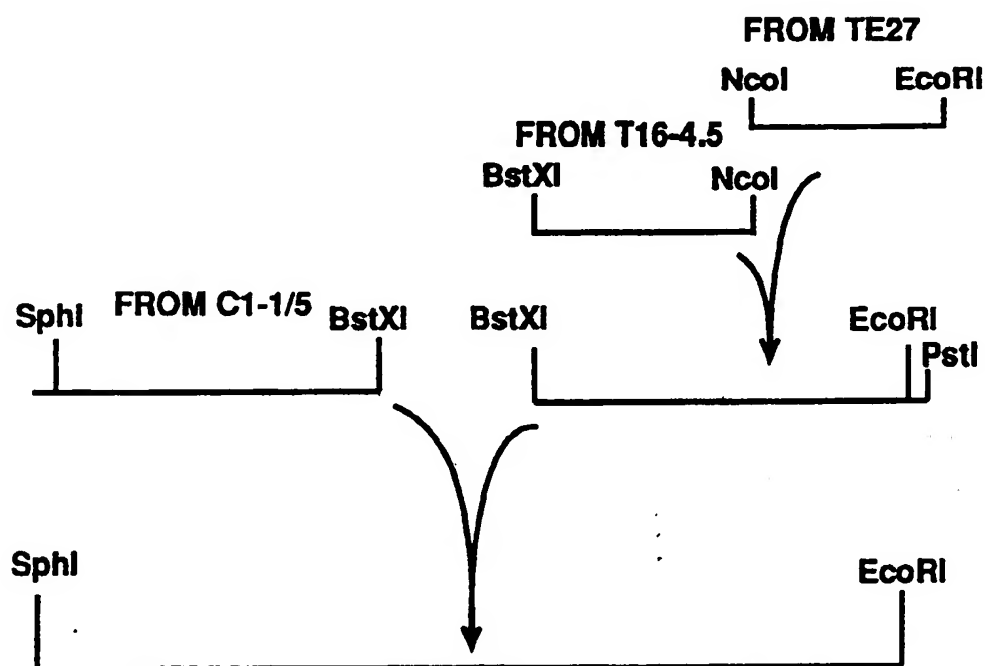 FROM TE27
NcoI EcoRI
FROM T16-4.5
BstXI NcoI
SphI FROM C1-1/5 BstXI BstXI EcoRI
PstI
SphI EcoRI